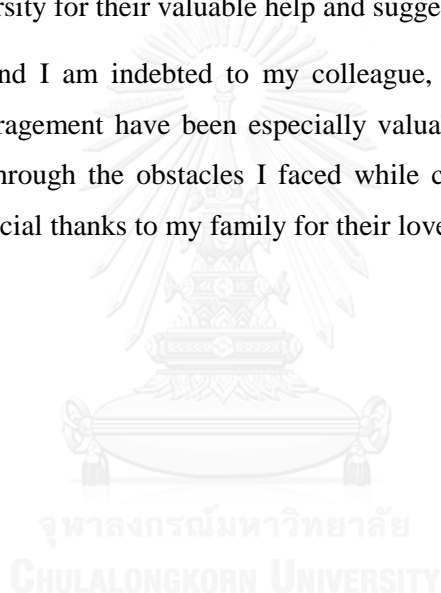 rsity for their valuable help and sugge
nd I am indebted to my colleague,
ragement have been especially valua
hrough the obstacles I faced while c
cial thanks to my family for their love
จุฬาลงกรณ์มหาวิทยาลัย
CHULALONGKORN UNIVERSITY